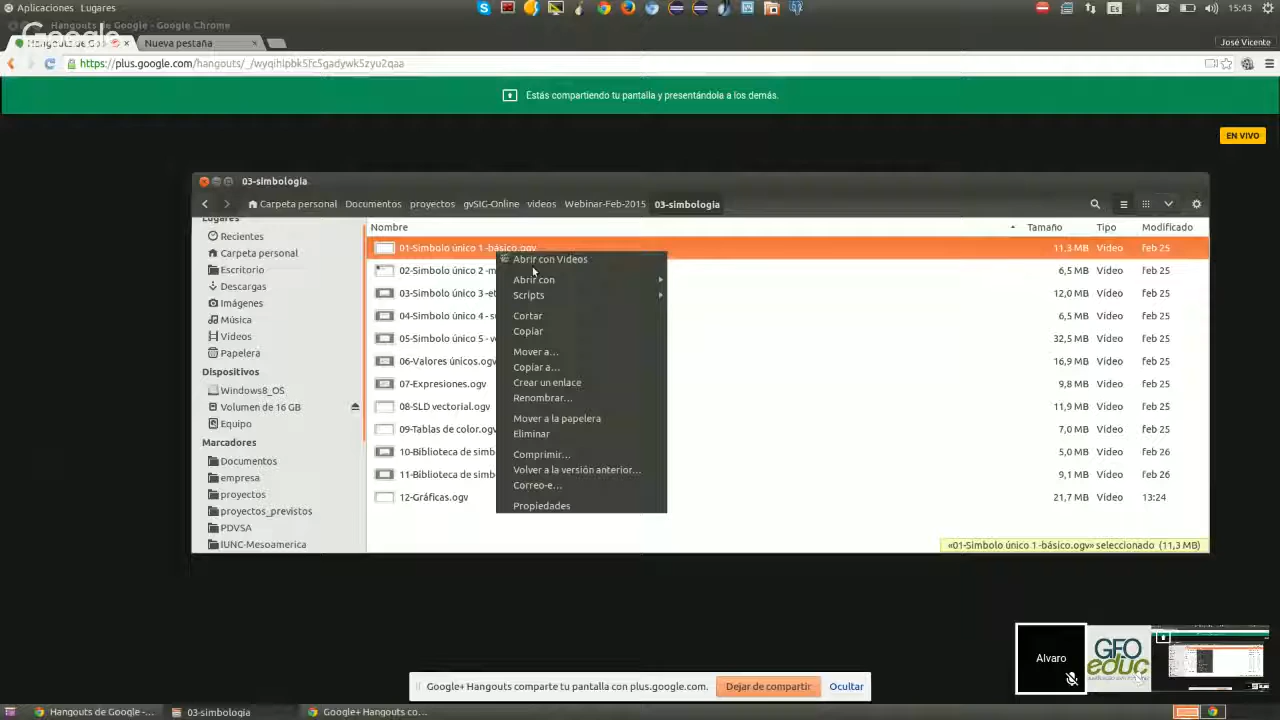 Aplicaciones Lugares
Es
15:43
Hangouts de Google - Google Chrome
Google
Hangouts de Go
Nueva pestaña
José Vicente
https://plus.google.com/hangouts/_/wyqihipbk5fc5gadywk5zyu2qaa
Estás compartiendo tu pantalla y presentándola a los demás.
EN VIVO
03-simbologia
Carpeta personal Documentos proyectos gvSIG-Online videos Webinar-Feb-2015 03-simbologia
Lugares
Recientes
Carpeta personal
Escritorio
Descargas
Imágenes
Música
Vídeos
Papelera
Dispositivos
Windows8_OS
Volumen de 16 GB
Equipo
Marcadores
Documentos
empresa
proyectos
proyectos_previstos
PDVSA
IUNC-Mesoamerica
Nombre Tamaño Tipo Modificado
01-Simbolo único 1 -básico.ogv 11,3 MB Vídeo feb 25
02-Simbolo único 2 -m 6,5 MB Vídeo feb 25
03-Simbolo único 3 -et 12,0 MB Vídeo feb 25
04-Simbolo único 4 - s 6,5 MB Vídeo feb 25
05-Simbolo único 5 - v 32,5 MB Vídeo feb 25
06-Valores únicos.ogv 16,9 MB Vídeo feb 25
07-Expresiones.ogv 9,8 MB Vídeo feb 25
08-SLD vectorial.ogv 11,9 MB Vídeo feb 25
09-Tablas de color.ogv 7,0 MB Vídeo feb 25
10-Biblioteca de simb 5,0 MB Vídeo feb 26
11-Biblioteca de simb 9,1 MB Vídeo feb 26
12-Gráficas.ogv 21,7 MB Vídeo 13:24
Abrir con Vídeos
Abrir con
Scripts
Cortar
Copiar
Mover a...
Copiar a...
Crear un enlace
Renombrar...
Mover a la papelera
Eliminar
Comprimir...
Volver a la versión anterior...
Correo-e...
Propiedades
«01-Simbolo único 1 -básico.ogv» seleccionado (11,3 MB)
Alvaro
GEO
educ
Google+ Hangouts comparte tu pantalla con plus.google.com. Dejar de compartir Ocultar
Hangouts de Google -... 03-simbologia Google+ Hangouts co...